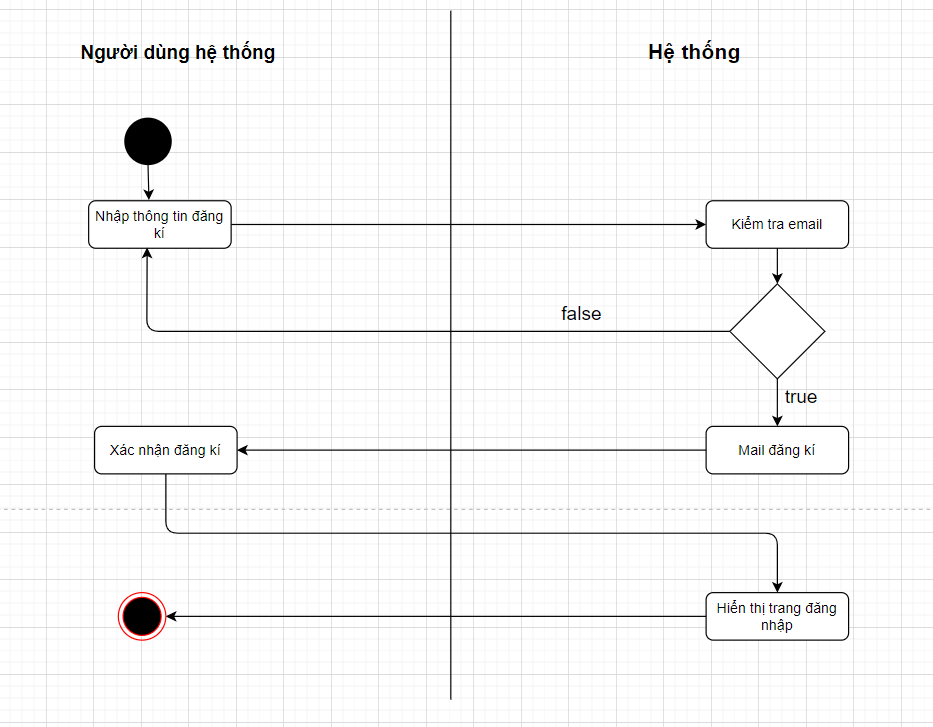 Người dùng hệ thống
Hệ thống
Nhập thông tin đăng
kí
Kiểm tra email
false
true
Xác nhận đăng kí
Mail đăng kí
Hiển thị trang đăng
nhập